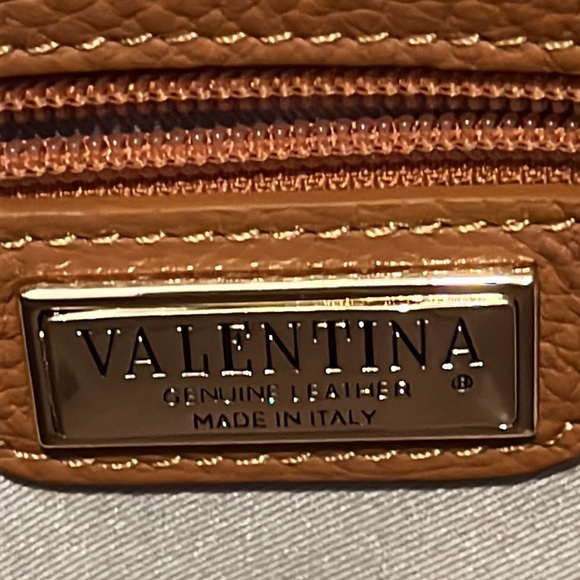 VALENTINA ®
GENUINE LEATHER
MADE IN ITALY